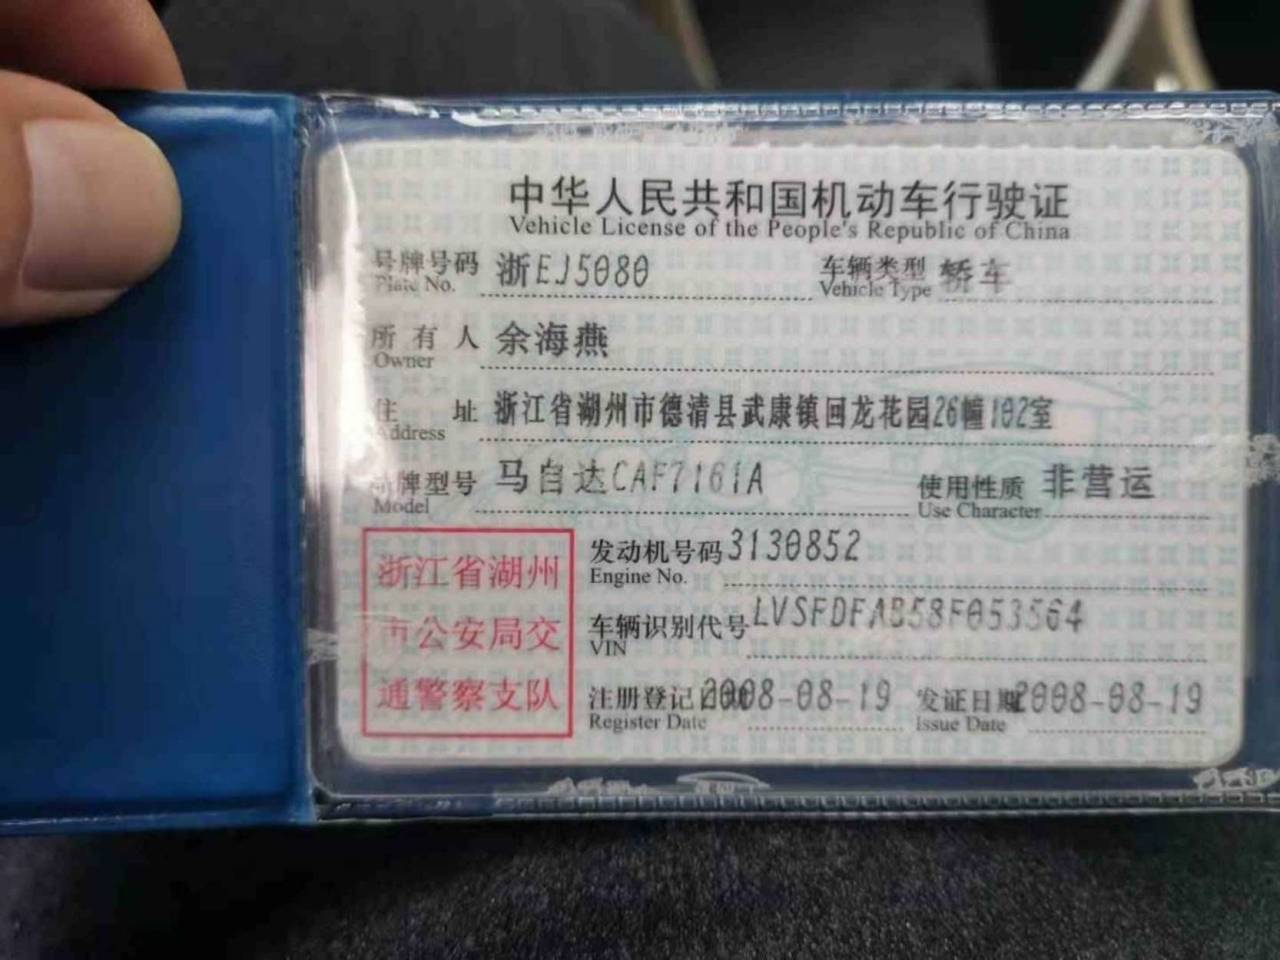 中华人民共和国机动车行驶证
Vehicle License of the People's Republic of China
号牌号码 浙EJ5080 车辆类型 轿车
Plate No. Vehicle Type
所有人 余海燕
Owner
住址 浙江省湖州市德清县武康镇回龙花园26幢102室
Address
品牌型号 马自达CAF7161A 使用性质 非营运
Model Use Character
发动机号码 3130852
Engine No.
车辆识别代号 LVSFDFAB58F053564
VIN
注册登记日期 2008-08-19 发证日期 2008-08-19
Register Date Issue Date
浙江省湖州
市公安局交
通警察支队